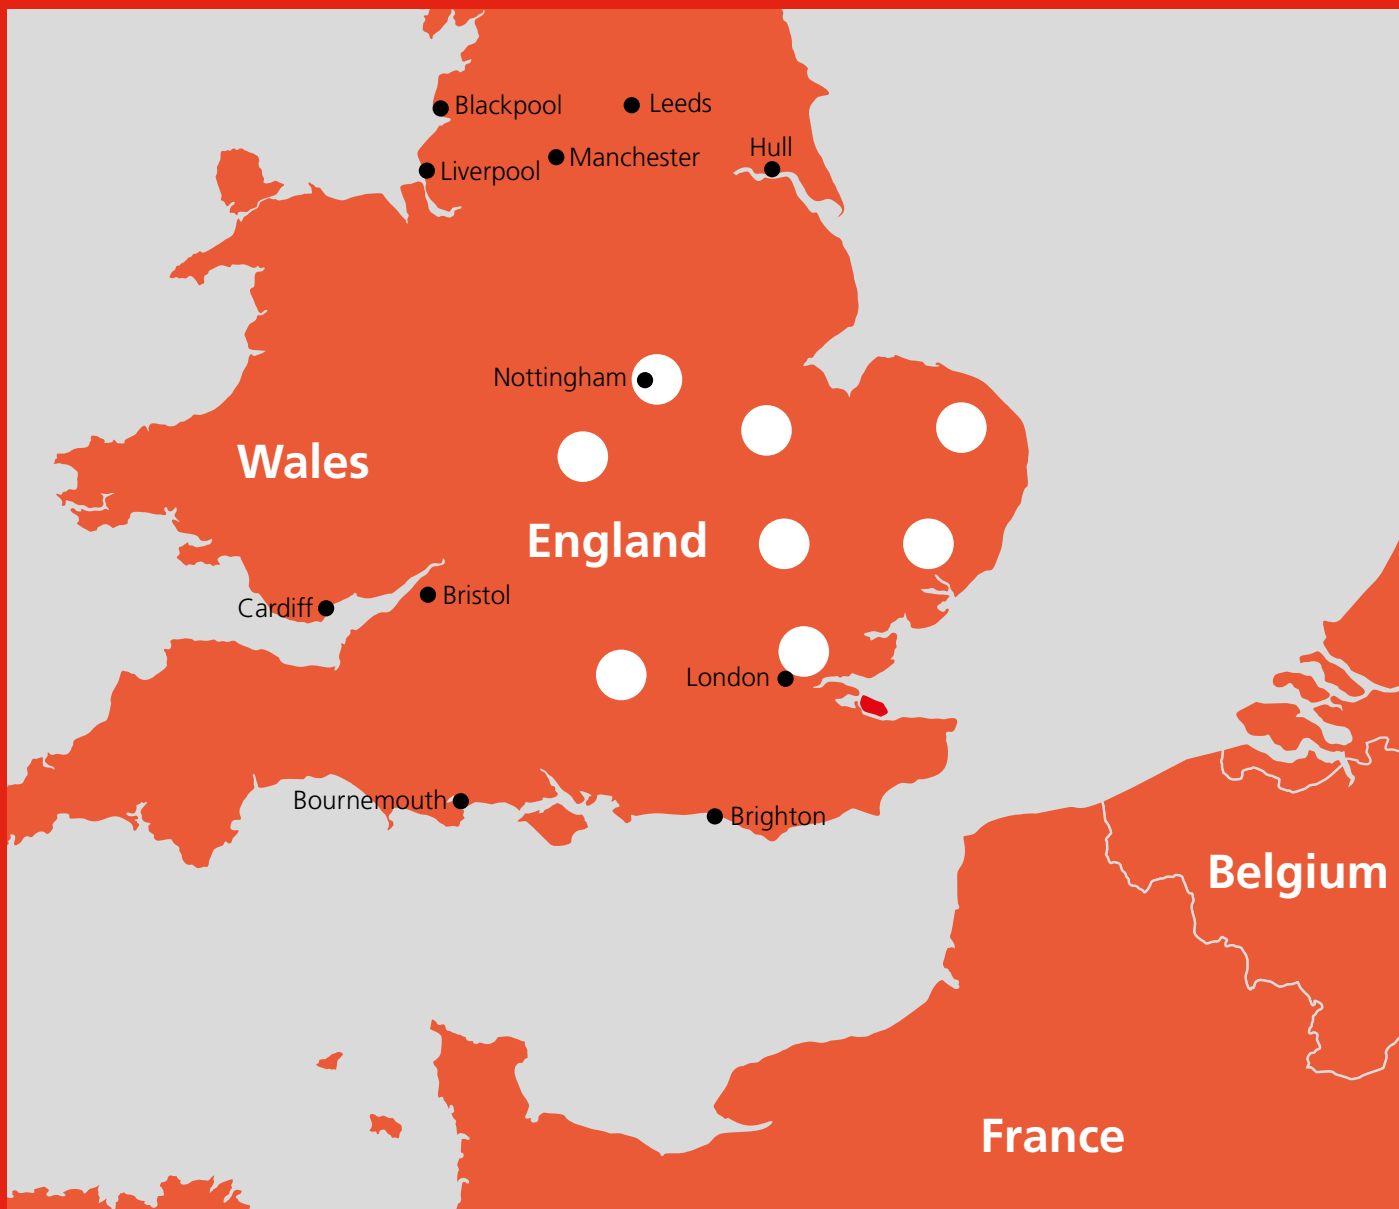 Blackpool
Leeds
Hull
Manchester
Liverpool
Nottingham
Wales
England
Bristol
Cardiff
London
Bournemouth
Brighton
Belgium
France